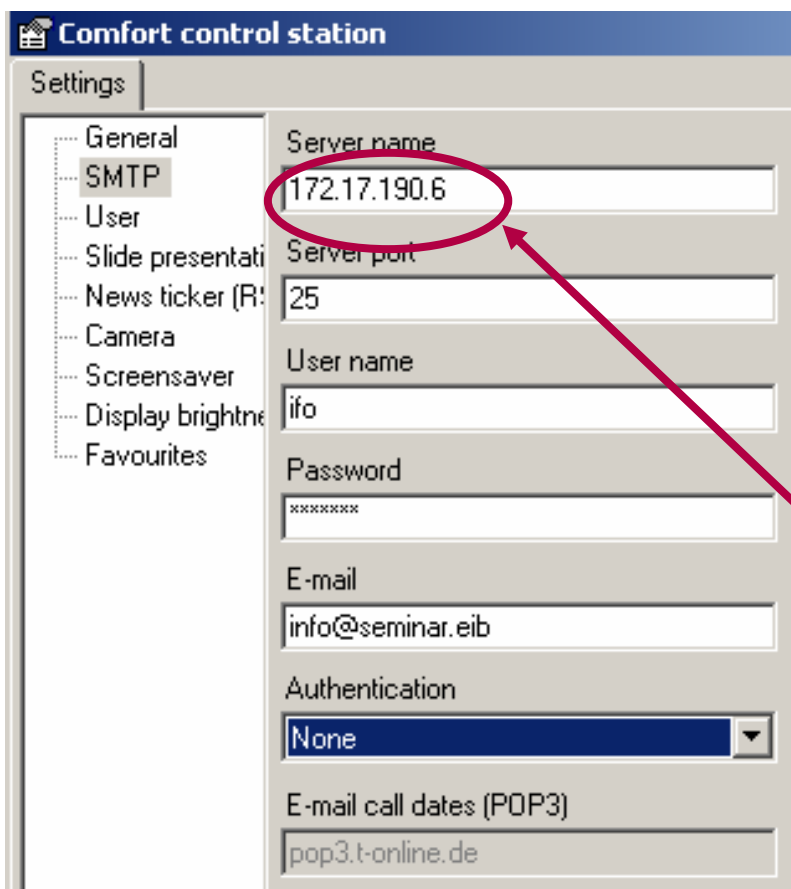 Comfort control station
Settings
General
SMTP
User
Slide presentati
News ticker (R
Camera
Screensaver
Display brightne
Favourites
Server name
172.17.190.6
Server port
25
User name
ifo
Password
×××××××
E-mail
info@seminar.eib
Authentication
None
E-mail call dates (POP3)
pop3.t-online.de